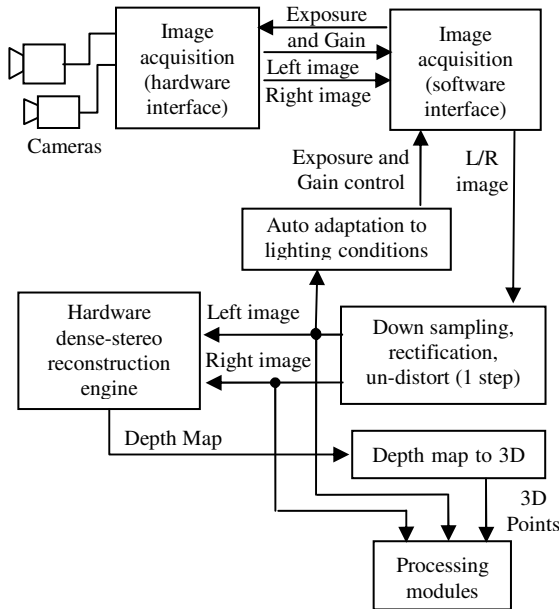 Image
acquisition
(hardware
interface)
Exposure
and Gain
Left image
Right image
Image
acquisition
(software
interface)
Cameras
Exposure and
Gain control
L/R
image
Auto adaptation to
lighting conditions
Hardware
dense-stereo
reconstruction
engine
Left image
Right image
Down sampling,
rectification,
un-distort (1 step)
Depth Map
Depth map to 3D
3D
Points
Processing
modules